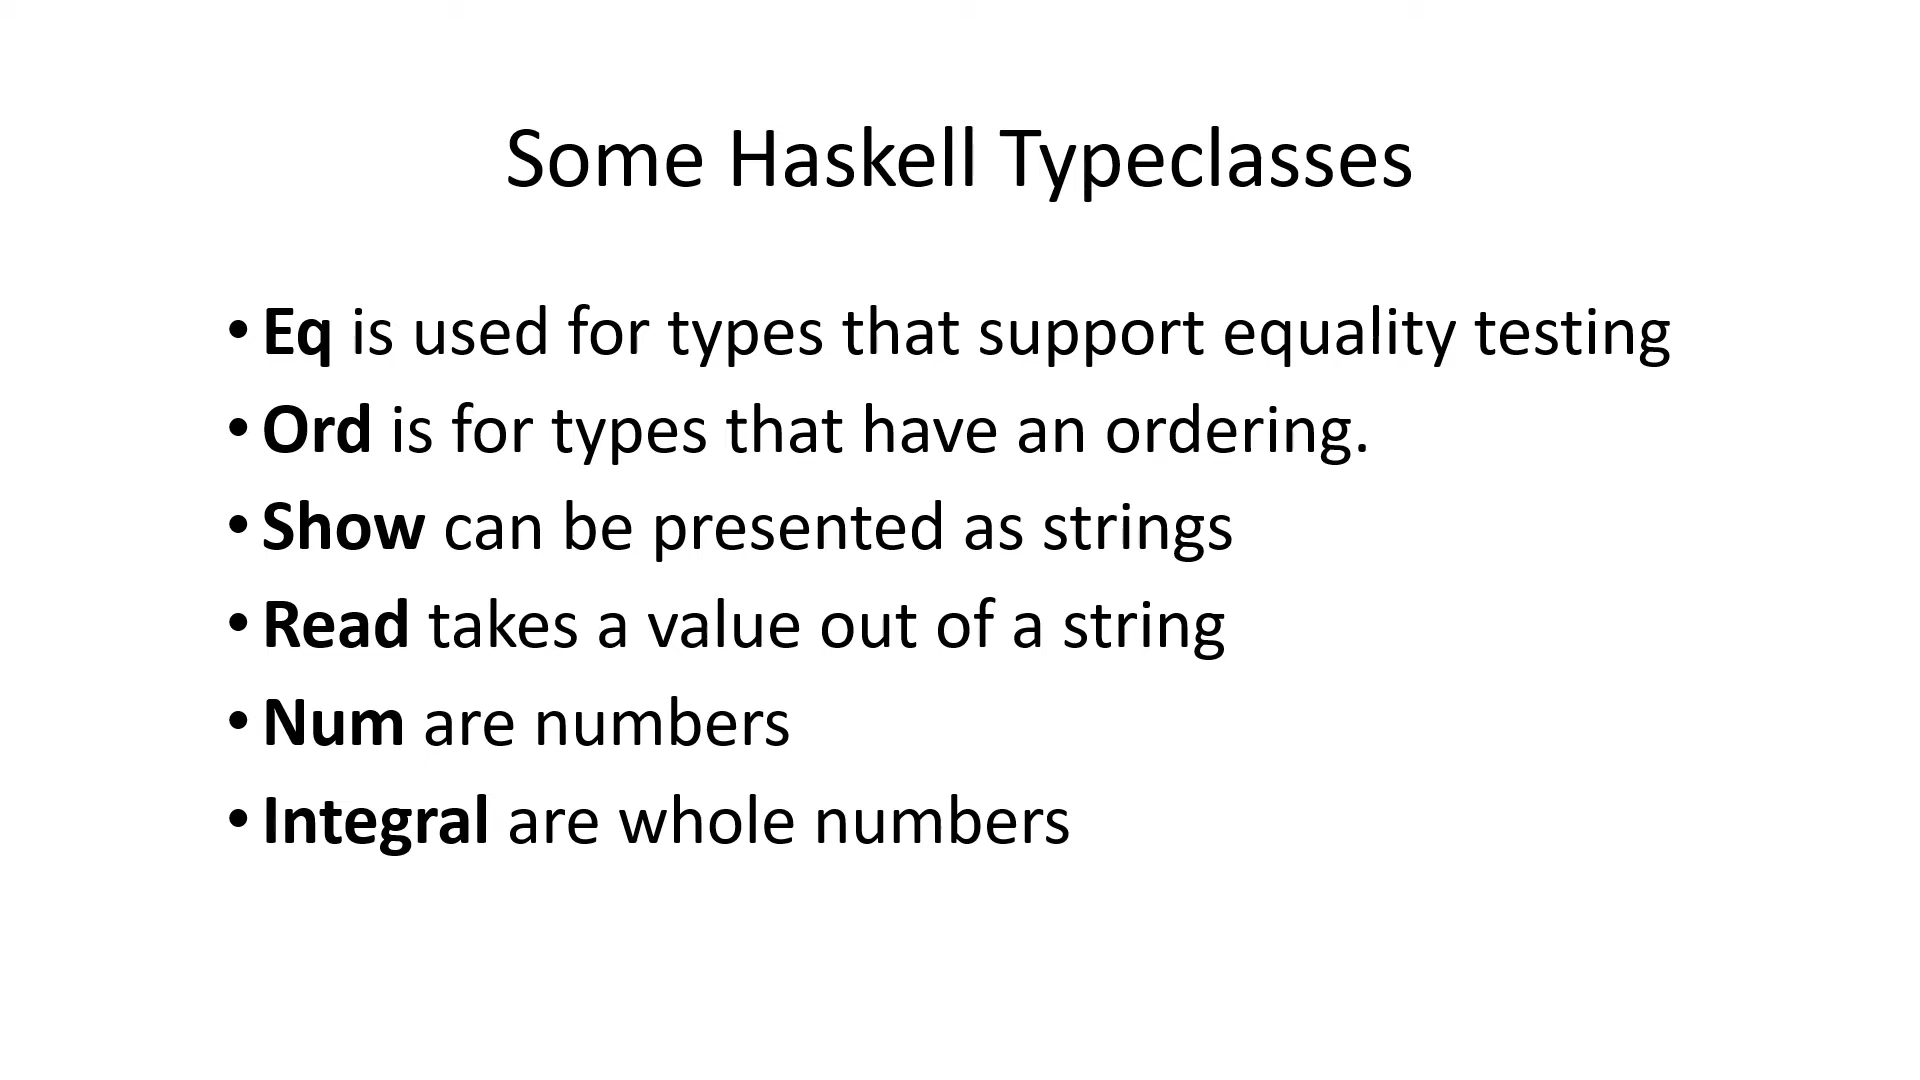 Some Haskell Typeclasses
• Eq is used for types that support equality testing
• Ord is for types that have an ordering.
• Show can be presented as strings
• Read takes a value out of a string
• Num are numbers
• Integral are whole numbers